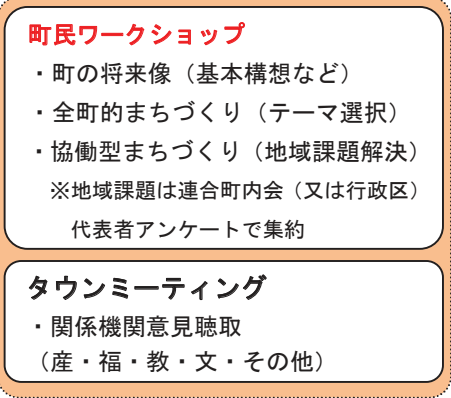 町民ワークショップ
・町の将来像（基本構想など）
・全町的まちづくり（テーマ選択）
・協働型まちづくり（地域課題解決）
※地域課題は連合町内会（又は行政区）
代表者アンケートで集約
タウンミーティング
・関係機関意見聴取
（産・福・教・文・その他）